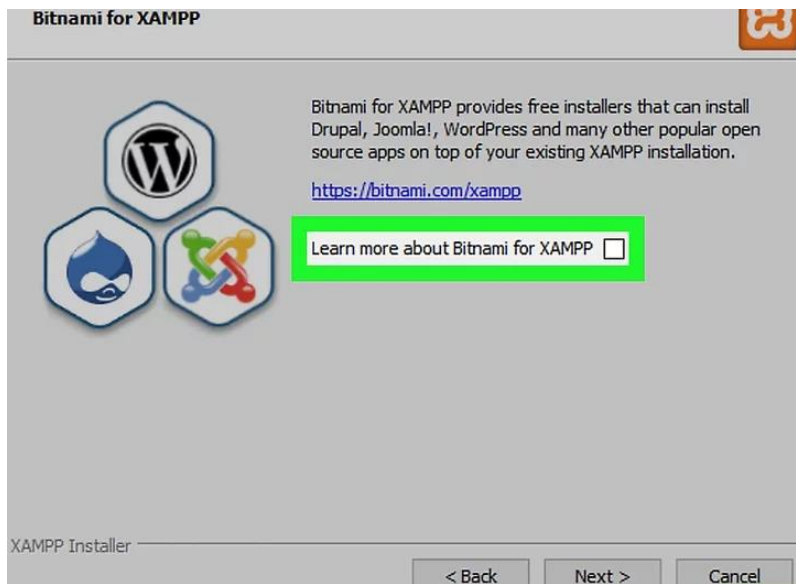 Bitnami for XAMPP
Bitnami for XAMPP provides free installers that can install
Drupal, Joomla!, WordPress and many other popular open
source apps on top of your existing XAMPP installation.
https://bitnami.com/xampp
Learn more about Bitnami for XAMPP
XAMPP Installer
< Back Next > Cancel